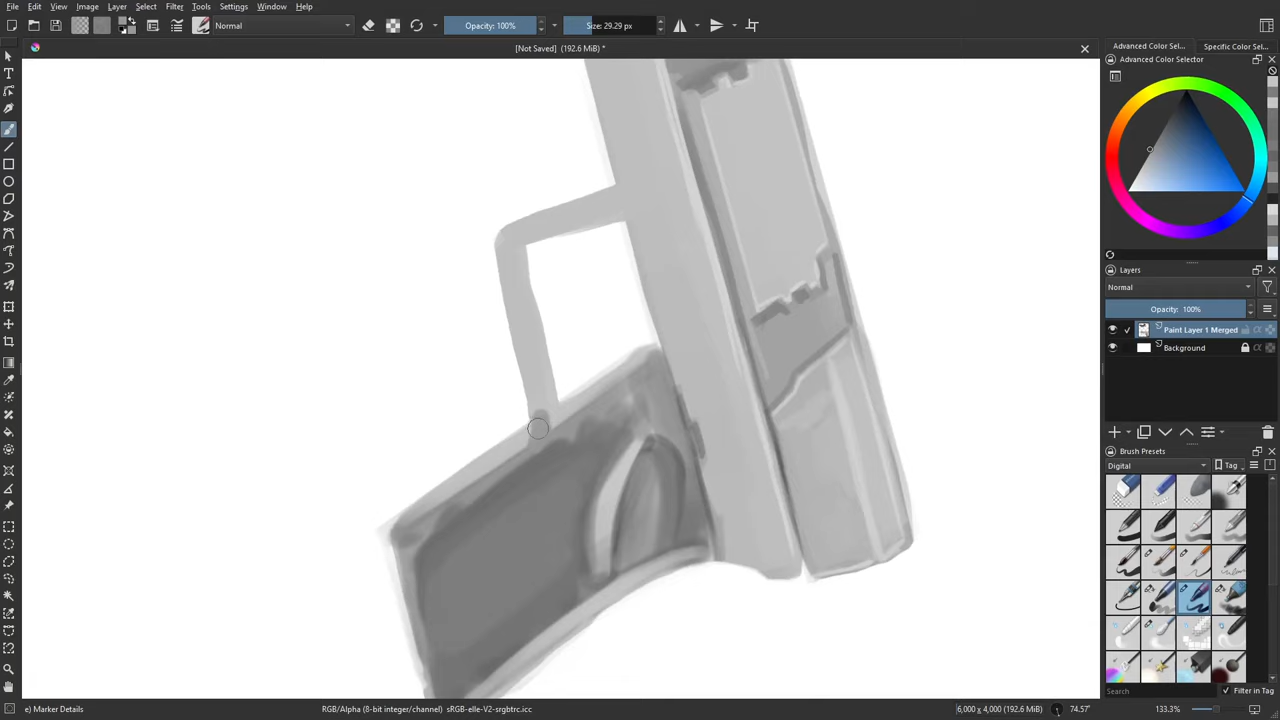 File Edit View Image Layer Select Filter Tools Settings Window Help
Normal Opacity: 100% Size: 29.29 px
[Not Saved] (192.6 MiB) *
Advanced Color Sel... Specific Color Sel...
Advanced Color Selector
Layers
Normal
Opacity: 100%
Paint Layer 1 Merged
Background
Brush Presets
Digital Tag
Search Filter in Tag
e) Marker Details RGB/Alpha (8-bit integer/channel) sRGB-elle-V2-srgbtrc.icc 6,000 x 4,000 (192.6 MiB) 74.57° 133.3%